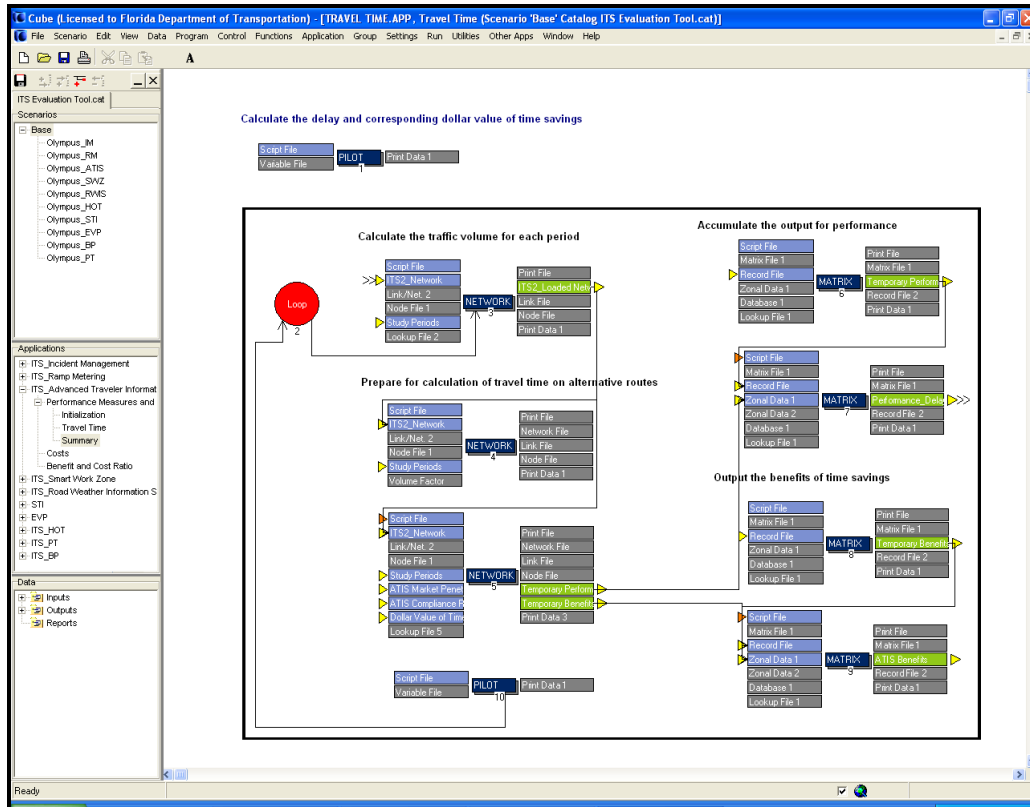 Cube (Licensed to Florida Department of Transportation) - [TRAVEL TIME.APP, Travel Time (Scenario 'Base' Catalog ITS Evaluation Tool.cat)]
File Scenario Edit View Data Program Control Functions Application Group Settings Run Utilities Other Apps Window Help
A
ITS Evaluation Tool.cat
Scenarios
Base
Olympus_IM
Olympus_RM
Olympus_ATIS
Olympus_SWZ
Olympus_RWIS
Olympus_HOT
Olympus_STI
Olympus_EVP
Olympus_BP
Olympus_PT
Applications
ITS_Incident Management
ITS_Ramp Metering
ITS_Advanced Traveler Informat
Performance Measures and
Initialization
Travel Time
Summary
Costs
Benefit and Cost Ratio
ITS_Smart Work Zone
ITS_Road Weather Information S
STI
EVP
ITS_HOT
ITS_PT
ITS_BP
Data
Inputs
Outputs
Reports
Calculate the delay and corresponding dollar value of time savings
Script File
Variable File
PILOT
1
Print Data 1
Loop
2
Calculate the traffic volume for each period
Script File
ITS2_Network
Link/Net. 2
Node File 1
Study Periods
Lookup File 2
NETWORK
3
Print File
ITS2_Loaded Netw
Link File
Node File
Print Data 1
Prepare for calculation of travel time on alternative routes
Script File
ITS2_Network
Link/Net. 2
Node File 1
Study Periods
Volume Factor
NETWORK
4
Print File
Network File
Link File
Node File
Print Data 1
Script File
ITS2_Network
Link/Net. 2
Node File 1
Study Periods
ATIS Market Penet
ATIS Compliance R
Dollar Value of Time
Lookup File 5
NETWORK
5
Print File
Network File
Link File
Node File
Temporary Perform
Temporary Benefit
Print Data 3
Script File
Variable File
PILOT
10
Print Data 1
Accumulate the output for performance
Script File
Matrix File 1
Record File
Zonal Data 1
Database 1
Lookup File 1
MATRIX
6
Print File
Matrix File 1
Temporary Perform
Record File 2
Print Data 1
Script File
Matrix File 1
Record File
Zonal Data 1
Zonal Data 2
Database 1
Lookup File 1
MATRIX
7
Print File
Matrix File 1
Performance_Dela
Record File 2
Print Data 1
Output the benefits of time savings
Script File
Matrix File 1
Record File
Zonal Data 1
Database 1
Lookup File 1
MATRIX
8
Print File
Matrix File 1
Temporary Benefit
Record File 2
Print Data 1
Script File
Matrix File 1
Record File
Zonal Data 1
Zonal Data 2
Database 1
Lookup File 1
MATRIX
9
Print File
Matrix File 1
ATIS Benefits
Record File 2
Print Data 1
Ready